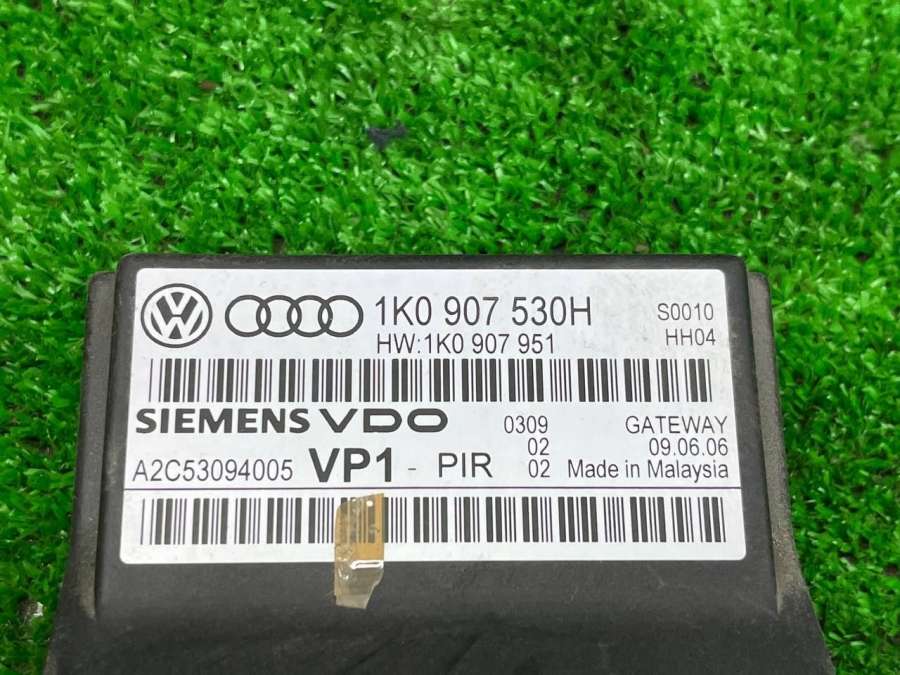 1K0 907 530H S0010
HW:1K0 907 951 HH04
SIEMENS VDO 0309 GATEWAY
02 09.06.06
A2C53094005 VP1 - PIR 02 Made in Malaysia